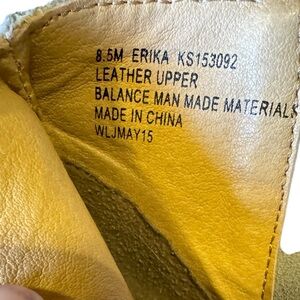 8.5M ERIKA KS153092
LEATHER UPPER
BALANCE MAN MADE MATERIALS
MADE IN CHINA
WLJMAY15